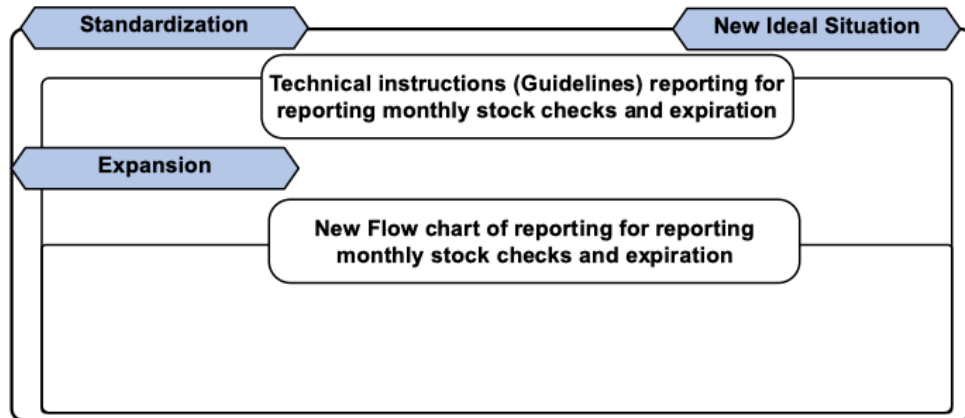 Standardization
New Ideal Situation
Technical instructions (Guidelines) reporting for
reporting monthly stock checks and expiration
Expansion
New Flow chart of reporting for reporting
monthly stock checks and expiration